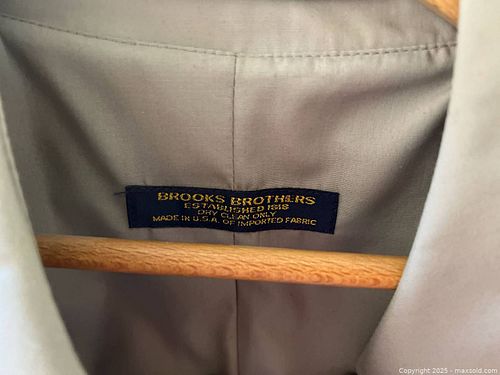 BROOKS BROTHERS
ESTABLISHED 1818
DRY CLEAN ONLY
MADE IN U.S.A. OF IMPORTED FABRIC
Copyright 2025 - maxsold.com